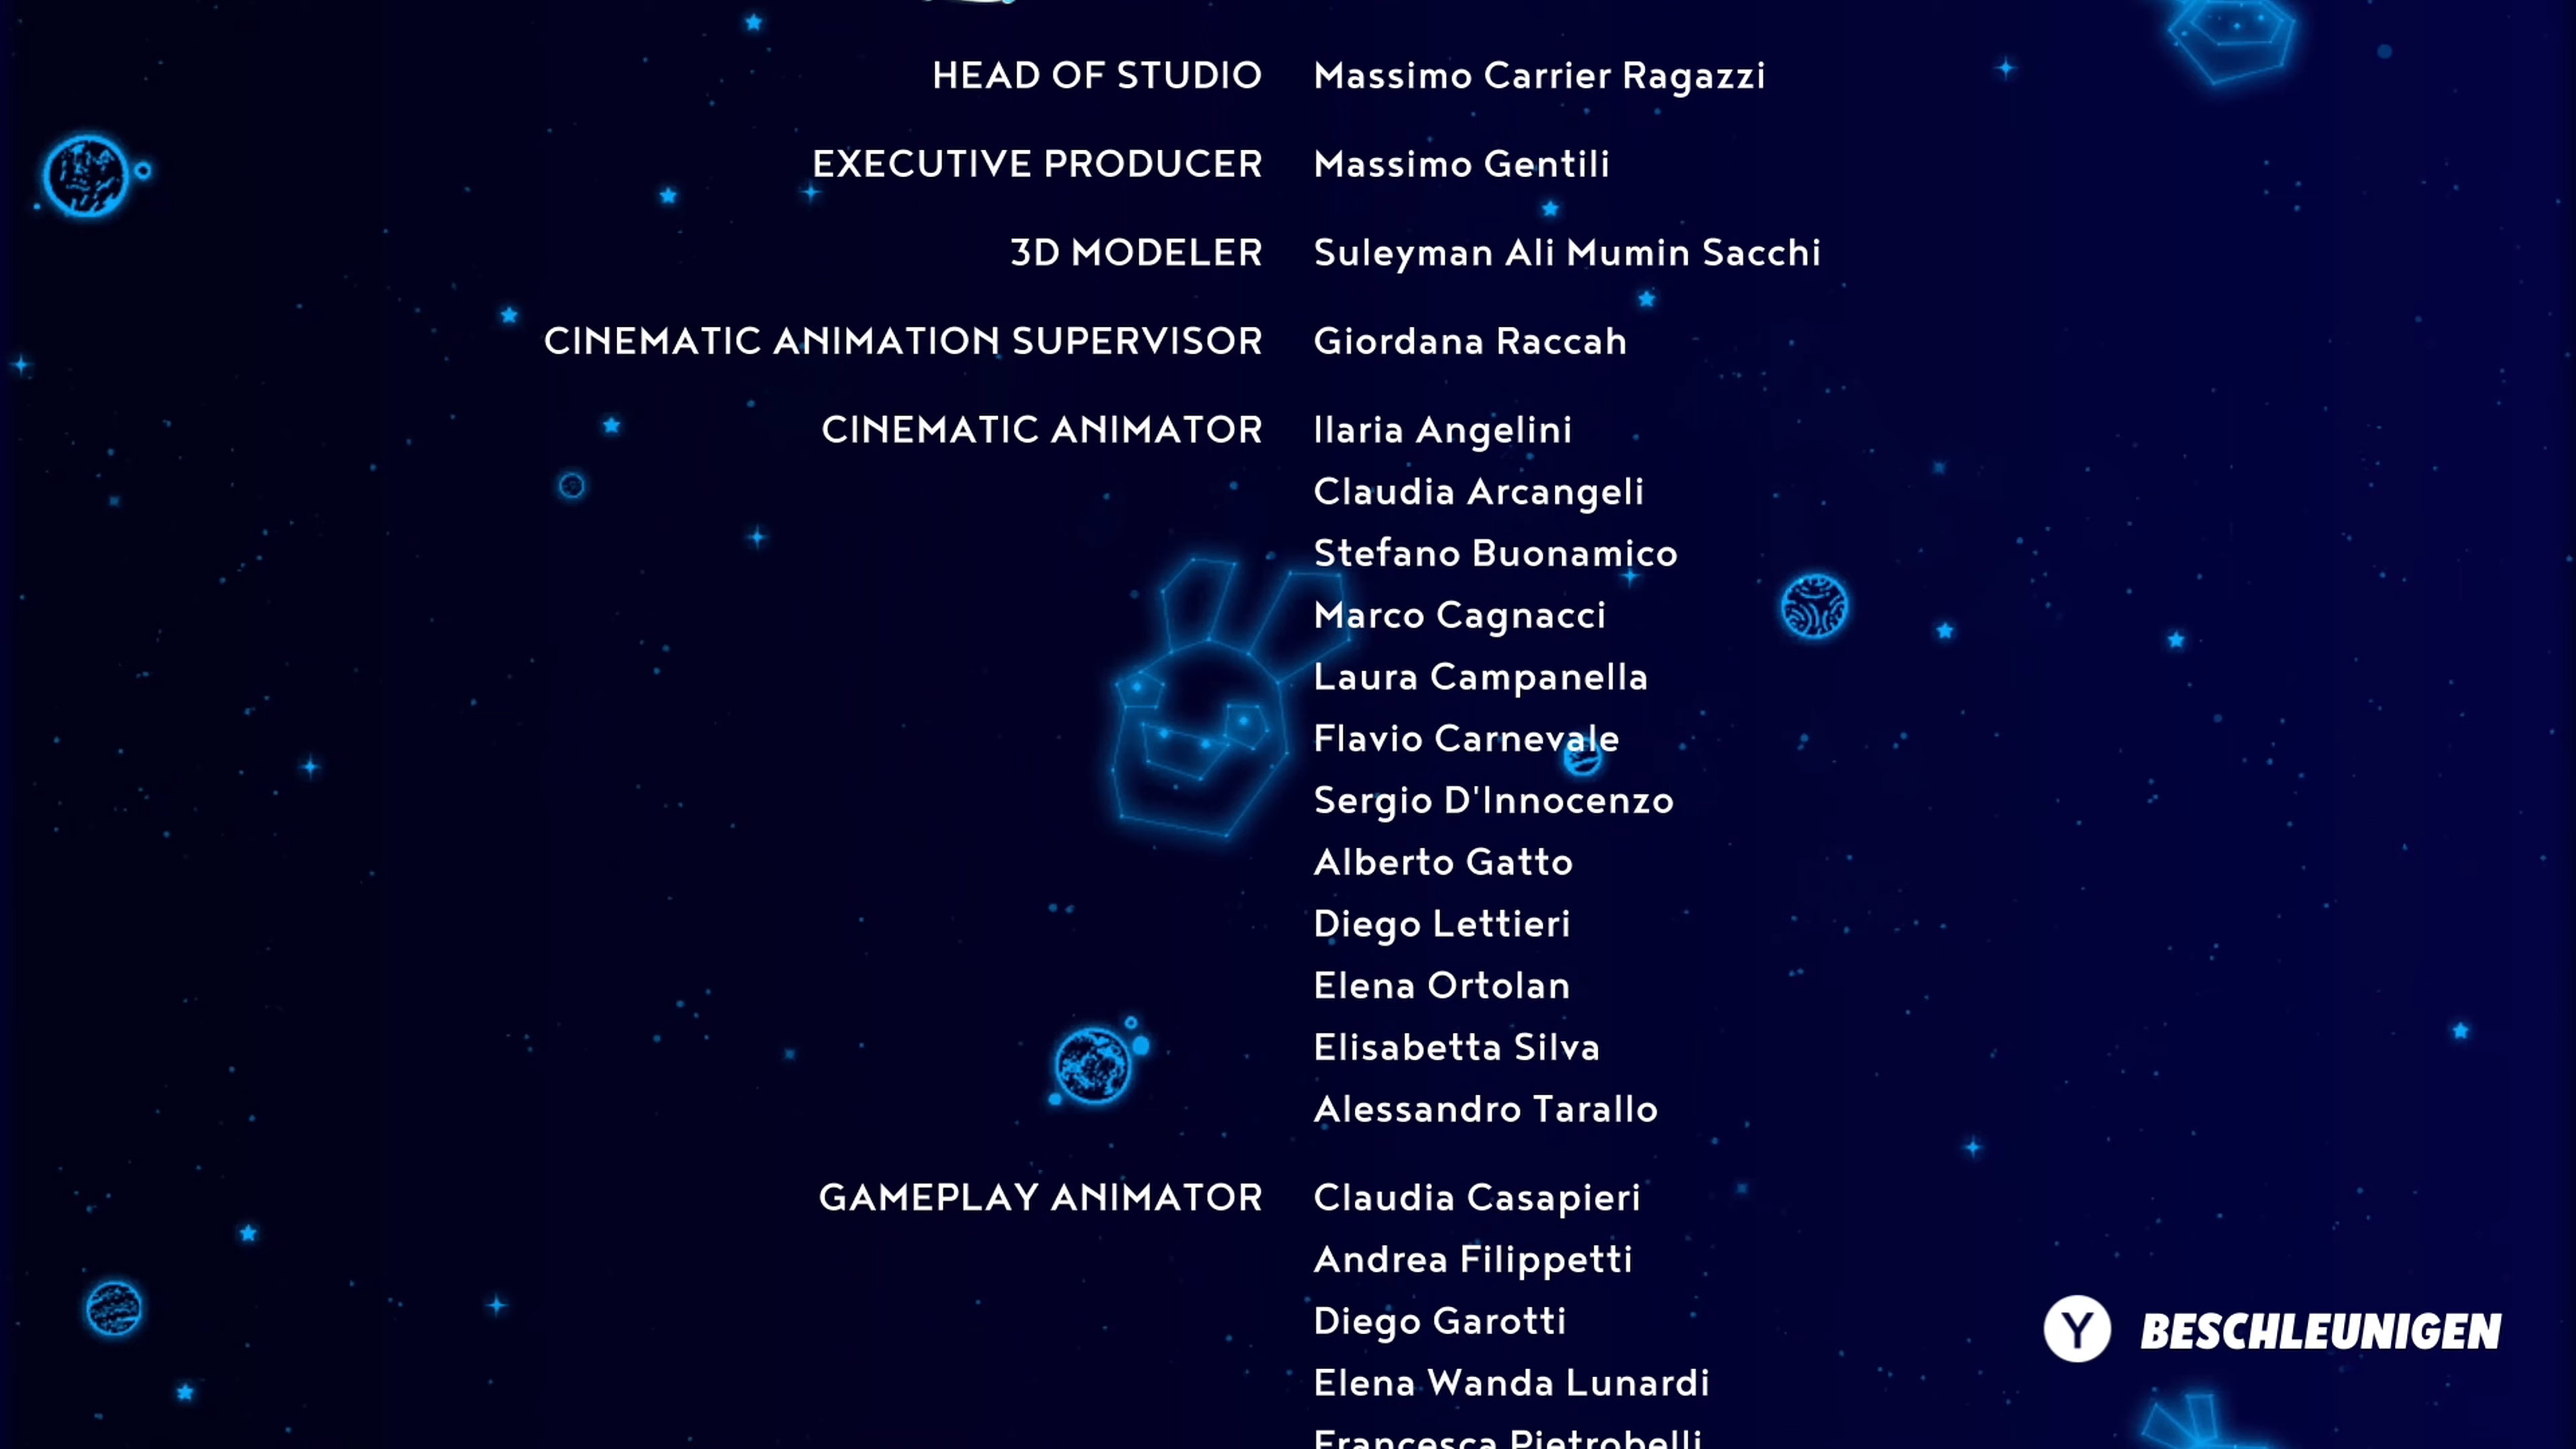 HEAD OF STUDIO Massimo Carrier Ragazzi
EXECUTIVE PRODUCER Massimo Gentili
3D MODELER Suleyman Ali Mumin Sacchi
CINEMATIC ANIMATION SUPERVISOR Giordana Raccah
CINEMATIC ANIMATOR Ilaria Angelini
Claudia Arcangeli
Stefano Buonamico
Marco Cagnacci
Laura Campanella
Flavio Carnevale
Sergio D'Innocenzo
Alberto Gatto
Diego Lettieri
Elena Ortolan
Elisabetta Silva
Alessandro Tarallo
GAMEPLAY ANIMATOR Claudia Casapieri
Andrea Filippetti
Diego Garotti
Elena Wanda Lunardi
Francesca Pietrobelli
Y BESCHLEUNIGEN